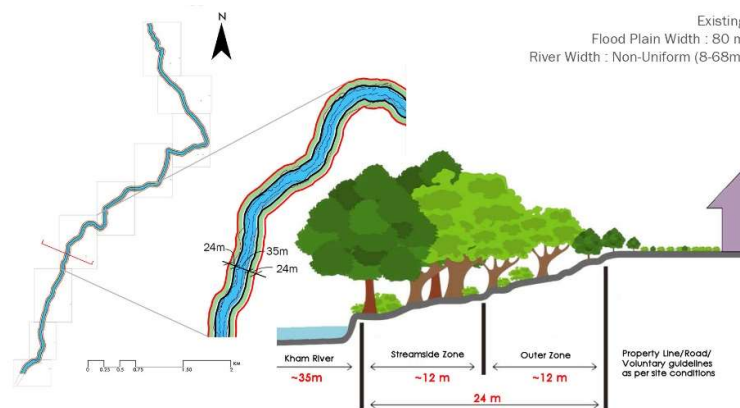 Existing
Flood Plain Width : 80 m
River Width : Non-Uniform (8-68m
N
24m
35m
24m
Kham River
~35m
Streamside Zone
~12 m
Outer Zone
~12 m
24 m
Property Line/Road/
Voluntary guidelines
as per site conditions
0 0.25 0.5 0.75 1.50 2
KM